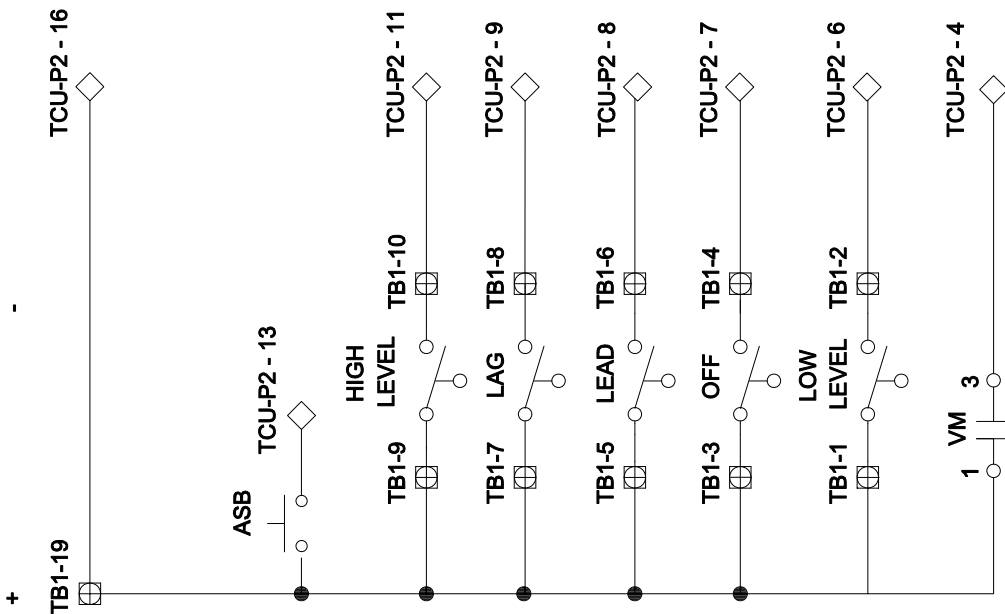 +
-
TB1-19
TCU-P2 - 16
ASB
TCU-P2 - 13
HIGH
LEVEL
TB1-9
TB1-10
TCU-P2 - 11
LAG
TB1-7
TB1-8
TCU-P2 - 9
LEAD
TB1-5
TB1-6
TCU-P2 - 8
OFF
TB1-3
TB1-4
TCU-P2 - 7
LOW
LEVEL
TB1-1
TB1-2
TCU-P2 - 6
VM
1
3
TCU-P2 - 4